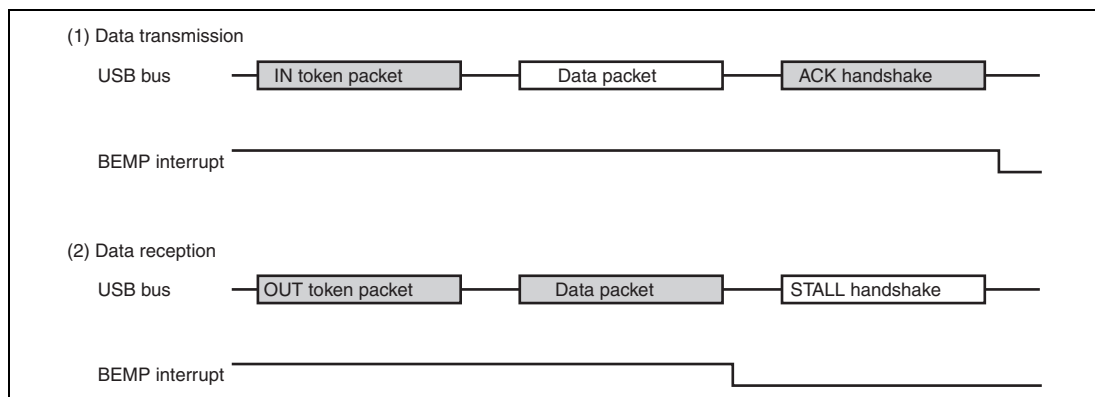 (1) Data transmission
USB bus
IN token packet
Data packet
ACK handshake
BEMP interrupt
(2) Data reception
USB bus
OUT token packet
Data packet
STALL handshake
BEMP interrupt